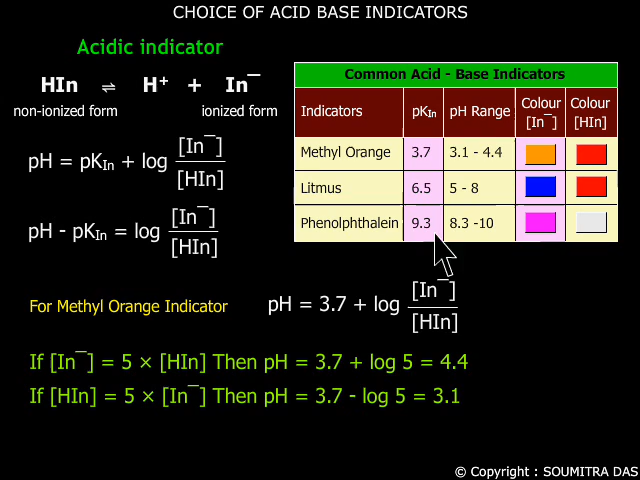 CHOICE OF ACID BASE INDICATORS
Acidic indicator
HIn ⇌ H⁺ + In¯
non-ionized form ionized form
pH = pKIn + log [In¯] / [HIn]
pH - pKIn = log [In¯] / [HIn]
Common Acid - Base Indicators
Indicators pKIn pH Range Colour [In¯] Colour [HIn]
Methyl Orange 3.7 3.1 - 4.4
Litmus 6.5 5 - 8
Phenolphthalein 9.3 8.3 -10
For Methyl Orange Indicator pH = 3.7 + log [In¯] / [HIn]
If [In¯] = 5 × [HIn] Then pH = 3.7 + log 5 = 4.4
If [HIn] = 5 × [In¯] Then pH = 3.7 - log 5 = 3.1
© Copyright : SOUMITRA DAS